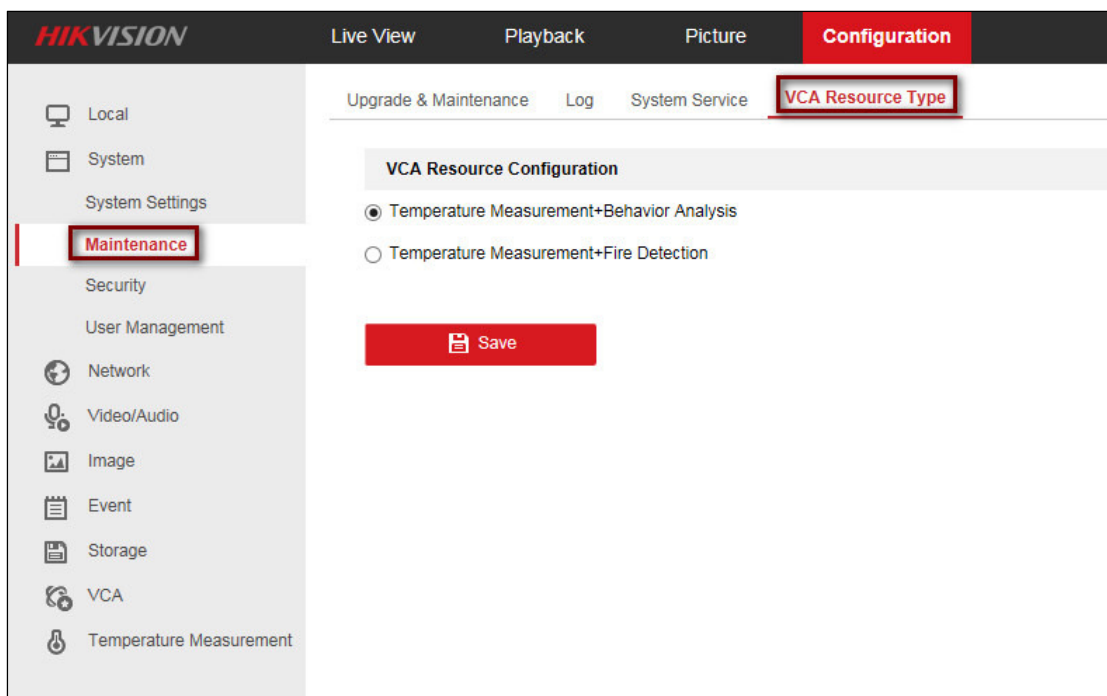 HIKVISION Live View Playback Picture Configuration
Upgrade & Maintenance Log System Service VCA Resource Type
Local
System
System Settings
Maintenance
Security
User Management
Network
Video/Audio
Image
Event
Storage
VCA
Temperature Measurement
VCA Resource Configuration
Temperature Measurement+Behavior Analysis
Temperature Measurement+Fire Detection
Save